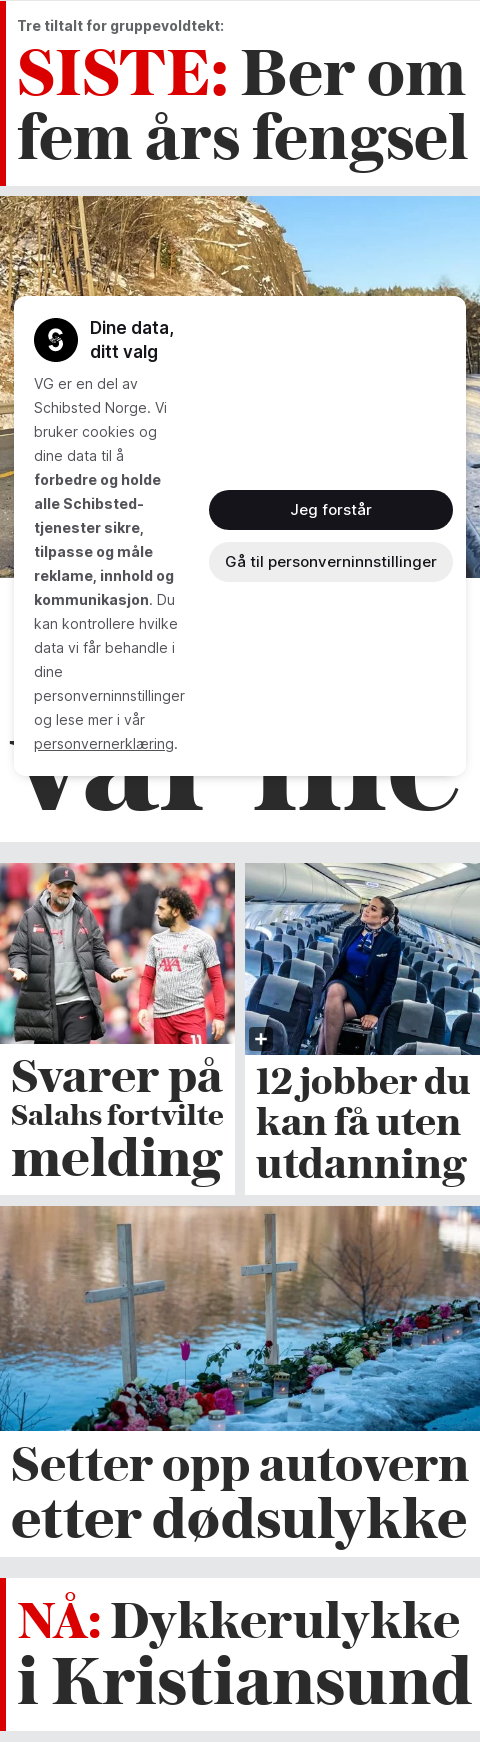 Tre tiltalt for gruppevoldtekt:
SISTE: Ber om
fem års fengsel
Dine data,
ditt valg
VG er en del av
Schibsted Norge. Vi
bruker cookies og
dine data til å
forbedre og holde
alle Schibsted-
tjenester sikre,
tilpasse og måle
reklame, innhold og
kommunikasjon. Du
kan kontrollere hvilke
data vi får behandle i
dine
personverninnstillinger
og lese mer i vår
personvernerklæring.
Jeg forstår
Gå til personverninnstillinger
Svarer på
Salahs fortvilte
melding
12 jobber du
kan få uten
utdanning
Setter opp autovern
etter dødsulykke
NÅ: Dykkerulykke
i Kristiansund